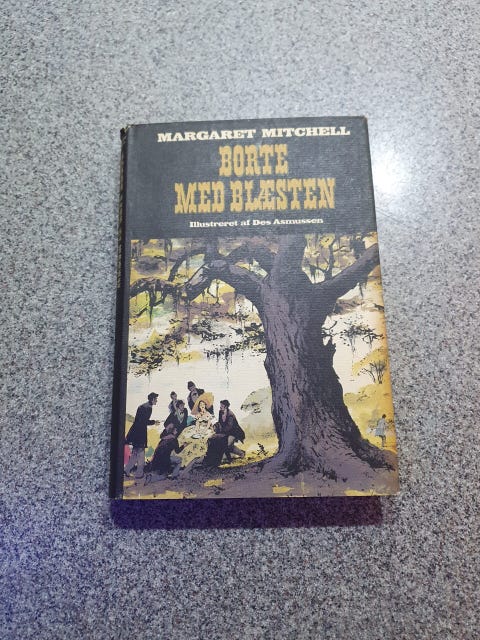 MARGARET MITCHELL
BORTE
MED BLÆSTEN
Illustreret af Des Asmussen